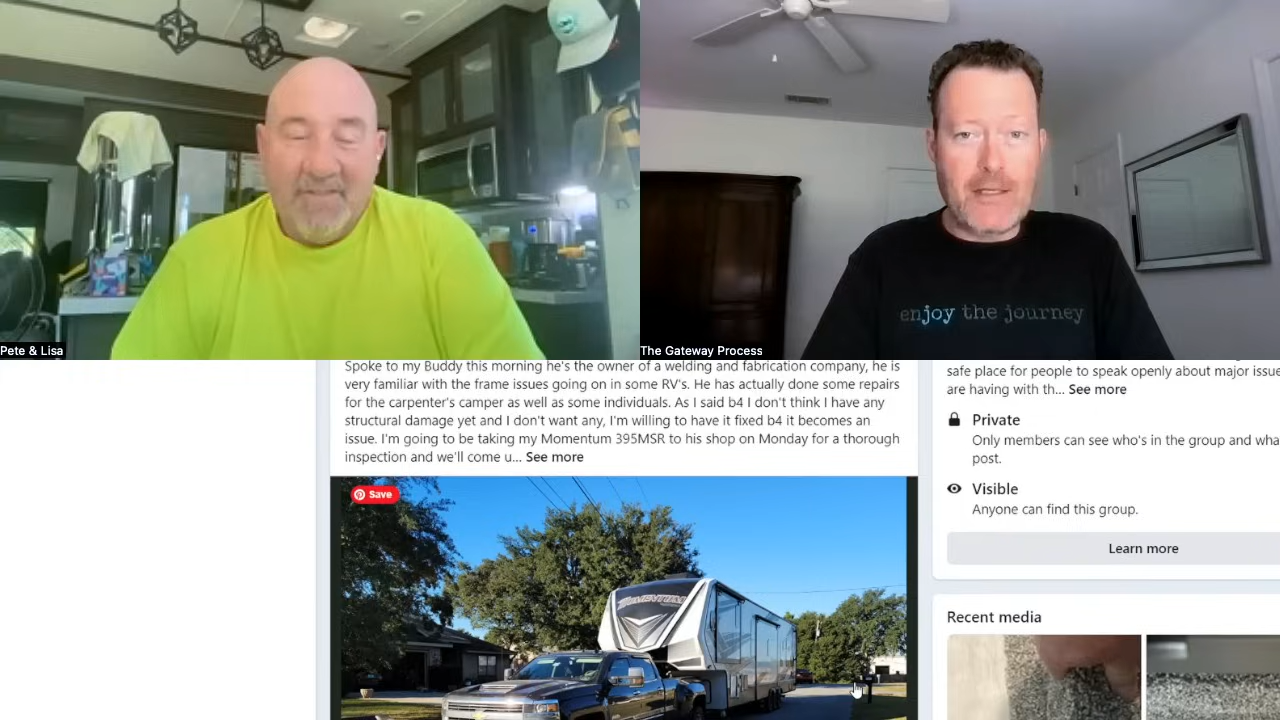 enjoy the journey
Pete & Lisa
The Gateway Process
Spoke to my Buddy this morning he's the owner of a welding and fabrication company, he is
very familiar with the frame issues going on in some RV's. He has actually done some repairs
for the carpenter's camper as well as some individuals. As I said b4 I don't think I have any
structural damage yet and I don't want any, I'm willing to have it fixed b4 it becomes an
issue. I'm going to be taking my Momentum 395MSR to his shop on Monday for a thorough
inspection and we'll come u... See more
Save
MOMENTUM
safe place for people to speak openly about major issue
are having with th... See more
Private
Only members can see who's in the group and wha
post.
Visible
Anyone can find this group.
Learn more
Recent media